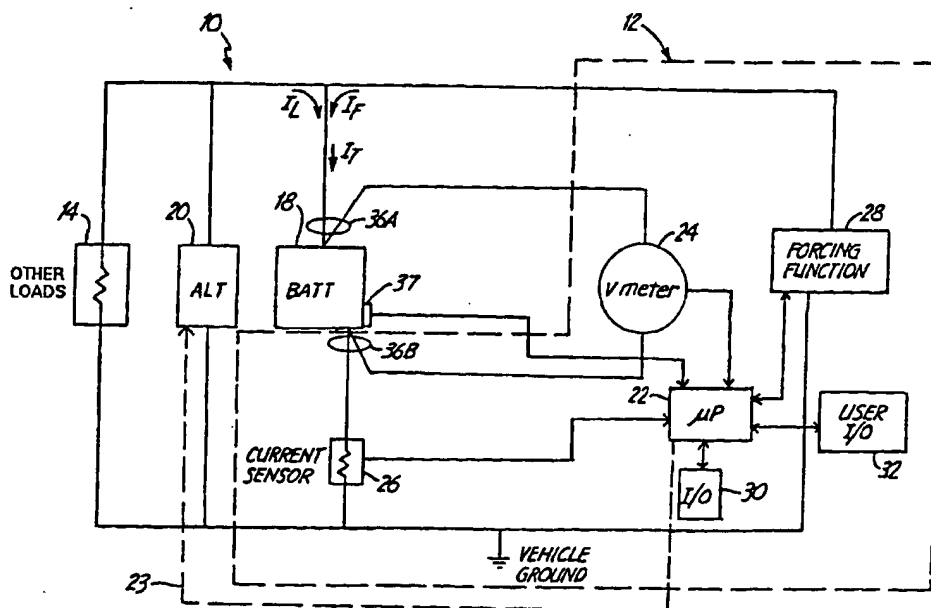 10
12
I_L
I_F
I_T
14
20
18
36A
24
28
OTHER
LOADS
ALT
BATT
37
V meter
FORCING
FUNCTION
36B
22
μP
USER
I/O
32
CURRENT
SENSOR
26
I/O
30
VEHICLE
GROUND
23